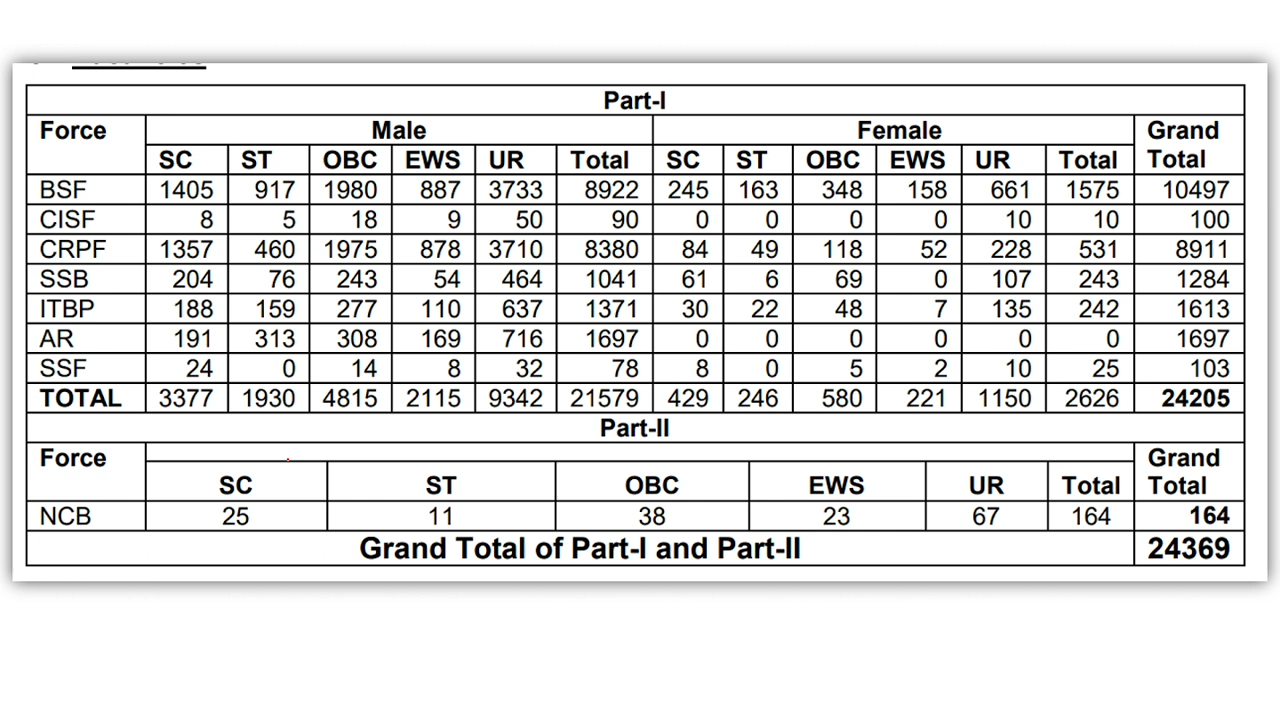 Part-I
Force Male Female Grand Total
SC ST OBC EWS UR Total SC ST OBC EWS UR Total
BSF 1405 917 1980 887 3733 8922 245 163 348 158 661 1575 10497
CISF 8 5 18 9 50 90 0 0 0 0 10 10 100
CRPF 1357 460 1975 878 3710 8380 84 49 118 52 228 531 8911
SSB 204 76 243 54 464 1041 61 6 69 0 107 243 1284
ITBP 188 159 277 110 637 1371 30 22 48 7 135 242 1613
AR 191 313 308 169 716 1697 0 0 0 0 0 0 1697
SSF 24 0 14 8 32 78 8 0 5 2 10 25 103
TOTAL 3377 1930 4815 2115 9342 21579 429 246 580 221 1150 2626 24205
Part-II
Force Grand Total
SC ST OBC EWS UR Total
NCB 25 11 38 23 67 164 164
Grand Total of Part-I and Part-II 24369